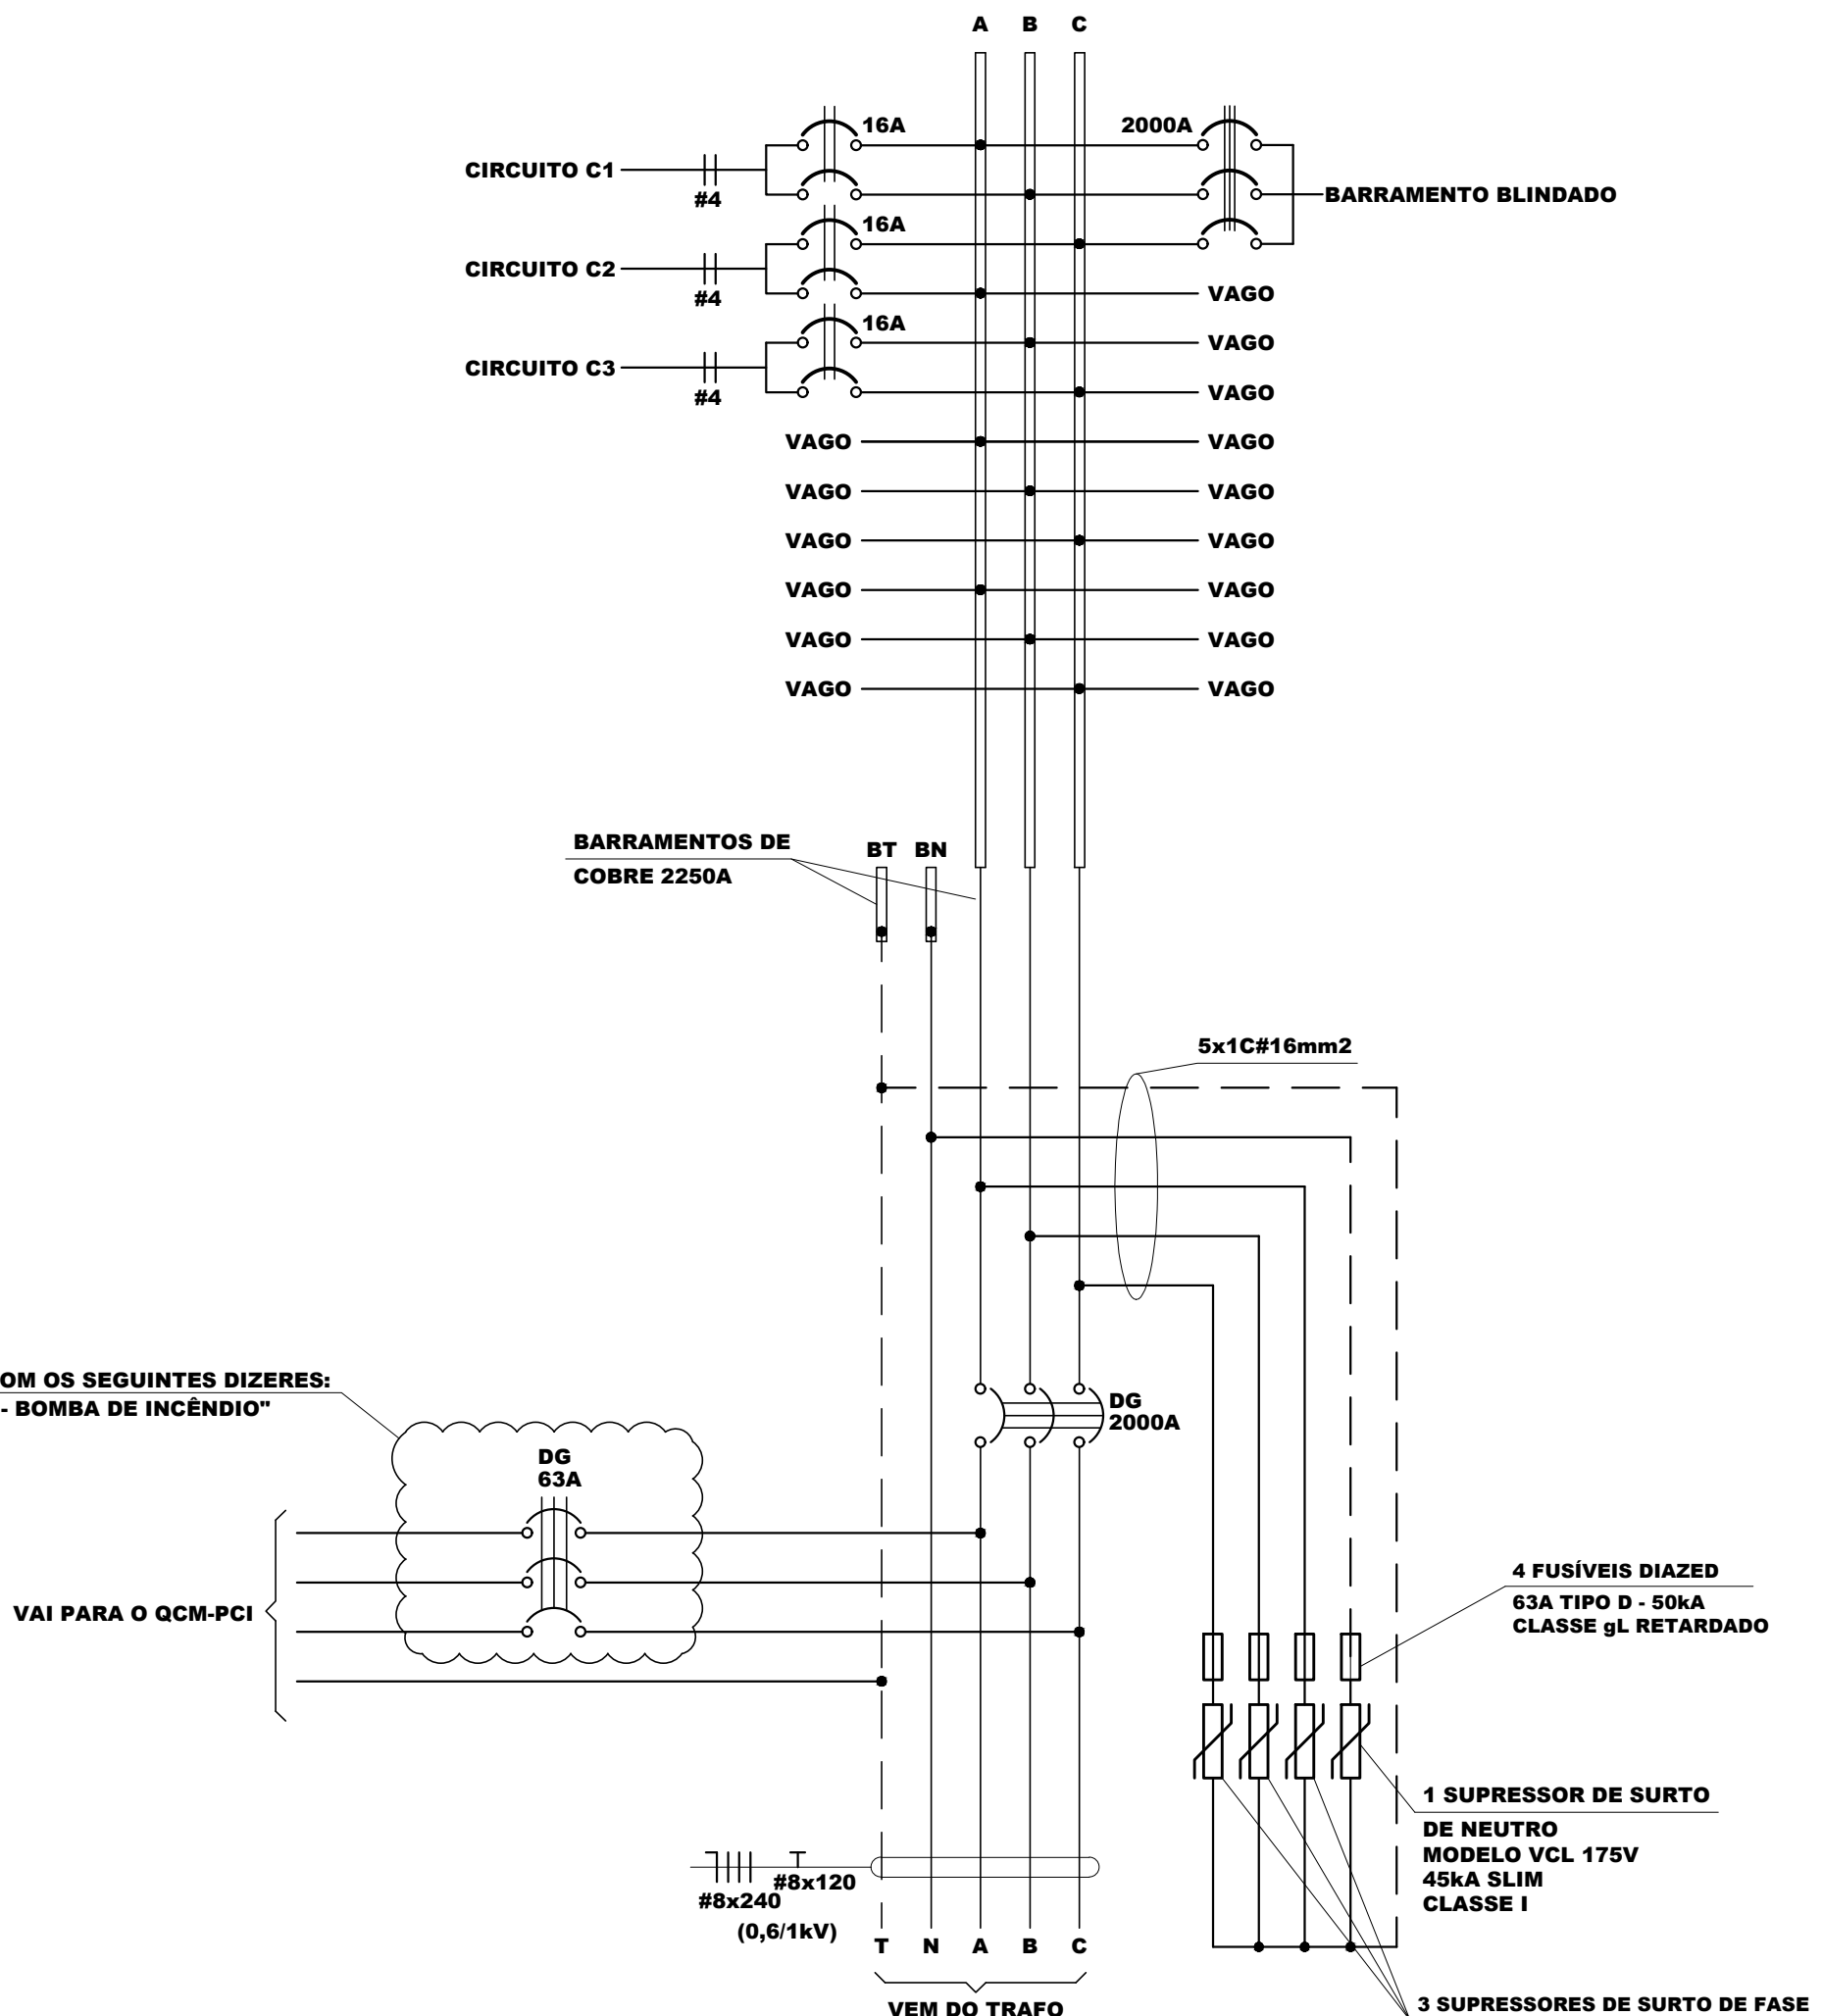 A B C
16A
2000A
CIRCUITO C1
#4
BARRAMENTO BLINDADO
16A
CIRCUITO C2
#4
VAGO
16A
VAGO
CIRCUITO C3
#4
VAGO
VAGO VAGO
VAGO VAGO
VAGO VAGO
VAGO VAGO
VAGO VAGO
VAGO VAGO
BARRAMENTOS DE
COBRE 2250A
BT BN
5x1C#16mm2
OM OS SEGUINTES DIZERES:
- BOMBA DE INCÊNDIO"
DG
2000A
DG
63A
VAI PARA O QCM-PCI
4 FUSÍVEIS DIAZED
63A TIPO D - 50kA
CLASSE gL RETARDADO
1 SUPRESSOR DE SURTO
DE NEUTRO
MODELO VCL 175V
45kA SLIM
CLASSE I
#8x120
#8x240
(0,6/1kV)
T N A B C
VEM DO TRAFO
3 SUPRESSORES DE SURTO DE FASE